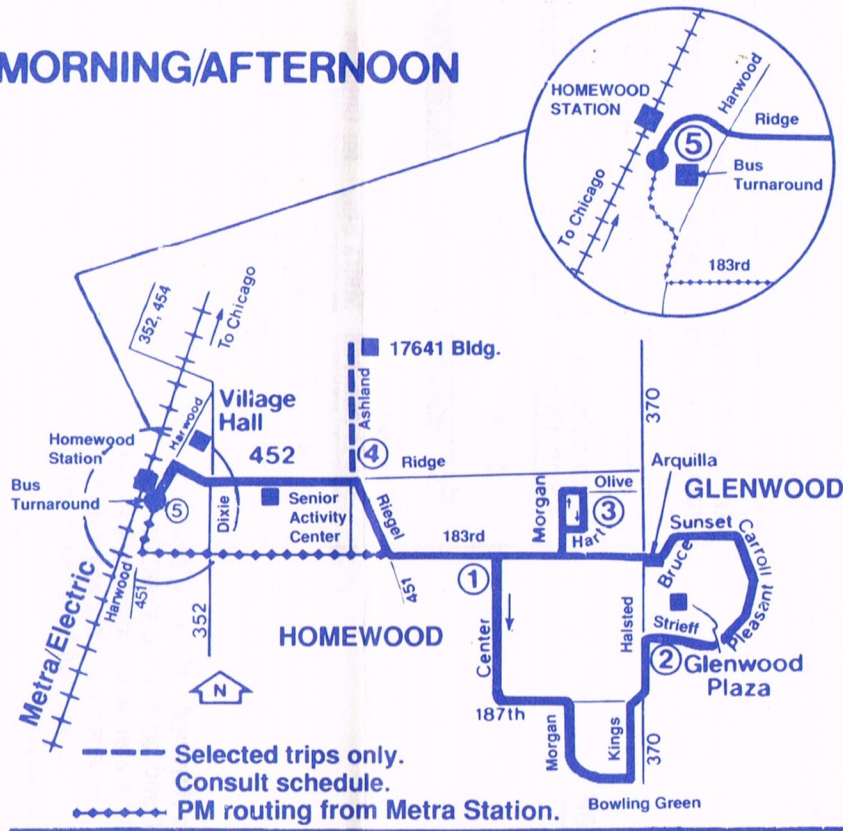 MORNING/AFTERNOON
HOMEWOOD
STATION
Harwood
Ridge
5
Bus
Turnaround
To Chicago
183rd
352, 454
To Chicago
17641 Bldg.
Ashland
370
Village
Hall
Harwood
Homewood
Station
452
4
Ridge
Arquilla
Bus
Turnaround
5
Dixie
Senior
Activity
Center
Riegel
Morgan
Olive
3
Hart
GLENWOOD
Sunset
Carroll
Bruce
183rd
Pleasant
Metra/Electric
Harwood
451
352
451
1
HOMEWOOD
Center
Halsted
Strieff
2
Glenwood
Plaza
N
187th
Morgan
Kings
370
Bowling Green
Selected trips only.
Consult schedule.
PM routing from Metra Station.